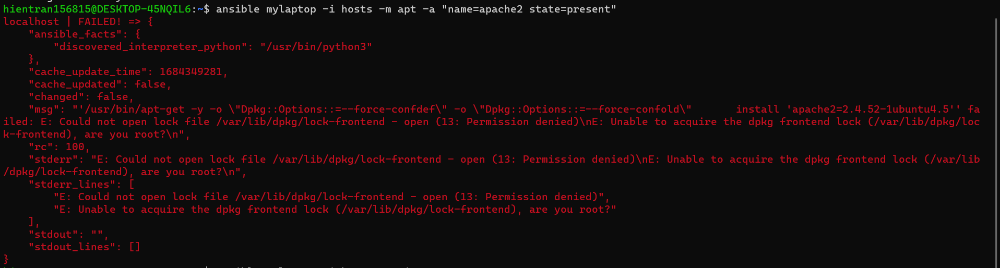 hientran156815@DESKTOP-45NQIL6:~$ ansible mylaptop -i hosts -m apt -a "name=apache2 state=present"
localhost | FAILED! => {
    "ansible_facts": {
        "discovered_interpreter_python": "/usr/bin/python3"
    },
    "cache_update_time": 1684349281,
    "cache_updated": false,
    "changed": false,
    "msg": "'/usr/bin/apt-get -y -o \"Dpkg::Options::=--force-confdef\" -o \"Dpkg::Options::=--force-confold\"       install 'apache2=2.4.52-1ubuntu4.5'' fa
iled: E: Could not open lock file /var/lib/dpkg/lock-frontend - open (13: Permission denied)\nE: Unable to acquire the dpkg frontend lock (/var/lib/dpkg/loc
k-frontend), are you root?\n",
    "rc": 100,
    "stderr": "E: Could not open lock file /var/lib/dpkg/lock-frontend - open (13: Permission denied)\nE: Unable to acquire the dpkg frontend lock (/var/lib
/dpkg/lock-frontend), are you root?\n",
    "stderr_lines": [
        "E: Could not open lock file /var/lib/dpkg/lock-frontend - open (13: Permission denied)",
        "E: Unable to acquire the dpkg frontend lock (/var/lib/dpkg/lock-frontend), are you root?"
    ],
    "stdout": "",
    "stdout_lines": []
}